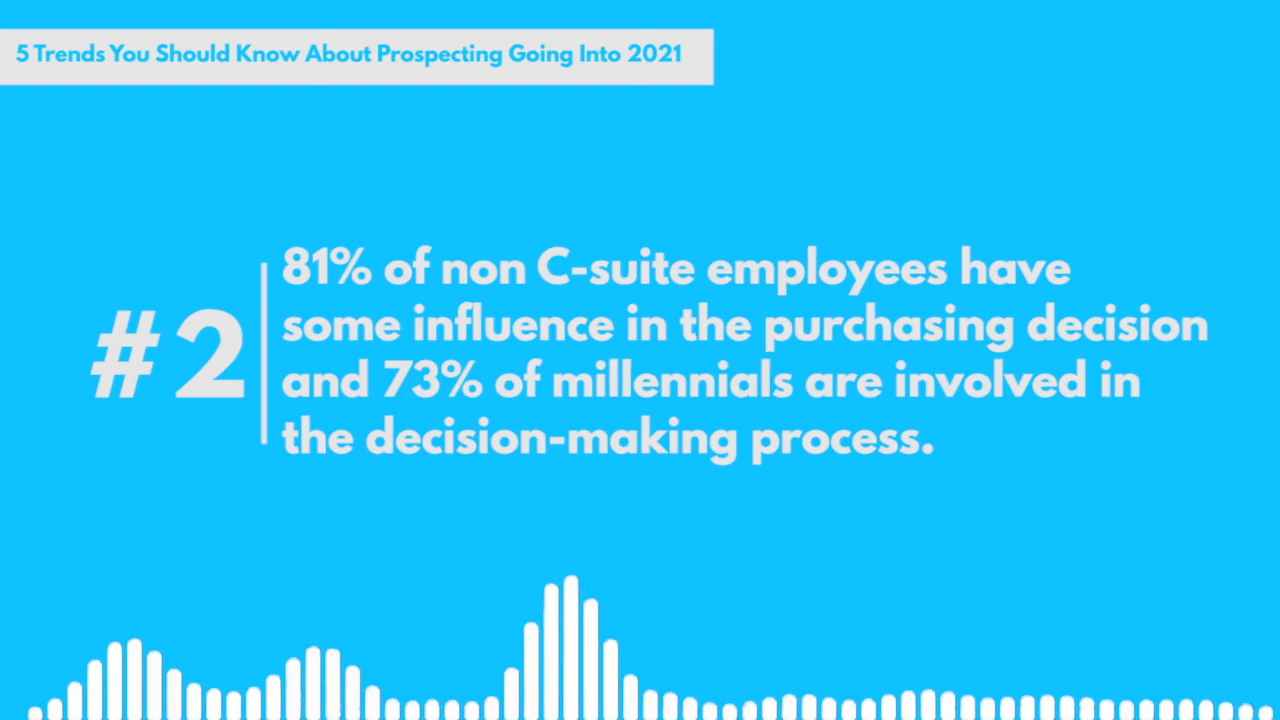 5 Trends You Should Know About Prospecting Going Into 2021
#2
81% of non C-suite employees have
some influence in the purchasing decision
and 73% of millennials are involved in
the decision-making process.